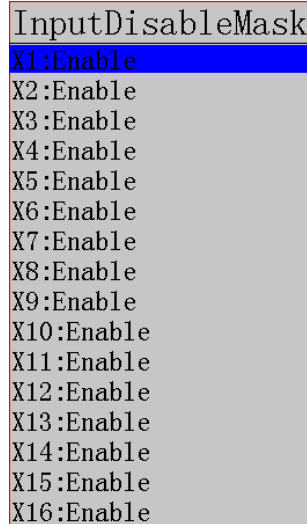 InputDisableMask
X1:Enable
X2:Enable
X3:Enable
X4:Enable
X5:Enable
X6:Enable
X7:Enable
X8:Enable
X9:Enable
X10:Enable
X11:Enable
X12:Enable
X13:Enable
X14:Enable
X15:Enable
X16:Enable